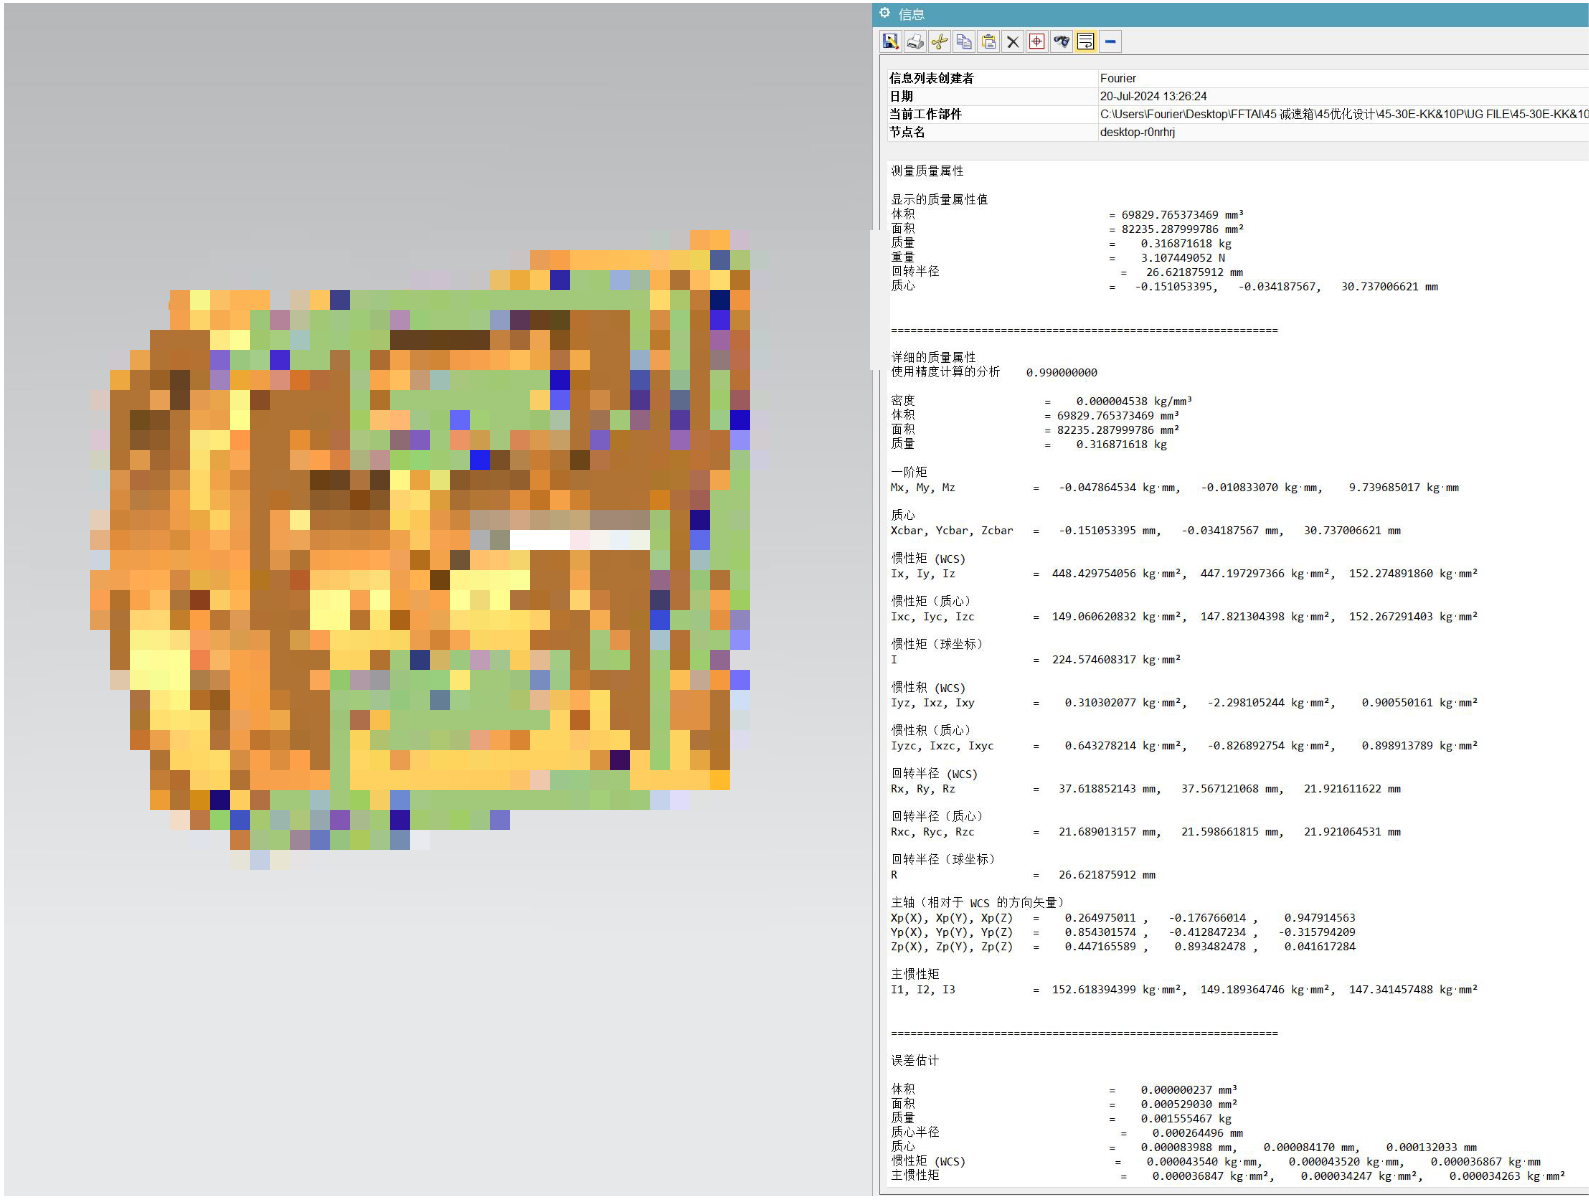 信息
信息列表创建者 Fourier
日期 20-Jul-2024 13:26:24
当前工作部件 C:\Users\Fourier\Desktop\FFTAI\45 减速箱\45优化设计\45-30E-KK&10P\UG FILE\45-30E-KK&10
节点名 desktop-r0nrhrj
测量质量属性
显示的质量属性值
体积 = 69829.765373469 mm³
面积 = 82235.287999786 mm²
质量 = 0.316871618 kg
重量 = 3.107449052 N
回转半径 = 26.621875912 mm
质心 = -0.151053395, -0.034187567, 30.737006621 mm
============================================================
详细的质量属性
使用精度计算的分析 0.990000000
密度 = 0.000004538 kg/mm³
体积 = 69829.765373469 mm³
面积 = 82235.287999786 mm²
质量 = 0.316871618 kg
一阶矩
Mx, My, Mz = -0.047864534 kg·mm, -0.010833070 kg·mm, 9.739685017 kg·mm
质心
Xcbar, Ycbar, Zcbar = -0.151053395 mm, -0.034187567 mm, 30.737006621 mm
惯性矩 (WCS)
Ix, Iy, Iz = 448.429754056 kg·mm², 447.197297366 kg·mm², 152.274891860 kg·mm²
惯性矩（质心）
Ixc, Iyc, Izc = 149.060620832 kg·mm², 147.821304398 kg·mm², 152.267291403 kg·mm²
惯性矩（球坐标）
I = 224.574608317 kg·mm²
惯性积 (WCS)
Iyz, Ixz, Ixy = 0.310302077 kg·mm², -2.298105244 kg·mm², 0.900550161 kg·mm²
惯性积（质心）
Iyzc, Ixzc, Ixyc = 0.643278214 kg·mm², -0.826892754 kg·mm², 0.898913789 kg·mm²
回转半径 (WCS)
Rx, Ry, Rz = 37.618852143 mm, 37.567121068 mm, 21.921611622 mm
回转半径（质心）
Rxc, Ryc, Rzc = 21.689013157 mm, 21.598661815 mm, 21.921064531 mm
回转半径（球坐标）
R = 26.621875912 mm
主轴（相对于 WCS 的方向矢量）
Xp(X), Xp(Y), Xp(Z) = 0.264975011 , -0.176766014 , 0.947914563
Yp(X), Yp(Y), Yp(Z) = 0.854301574 , -0.412847234 , -0.315794209
Zp(X), Zp(Y), Zp(Z) = 0.447165589 , 0.893482478 , 0.041617284
主惯性矩
I1, I2, I3 = 152.618394399 kg·mm², 149.189364746 kg·mm², 147.341457488 kg·mm²
============================================================
误差估计
体积 = 0.000000237 mm³
面积 = 0.000529030 mm²
质量 = 0.001555467 kg
质心半径 = 0.000264496 mm
质心 = 0.000083988 mm, 0.000084170 mm, 0.000132033 mm
惯性矩 (WCS) = 0.000043540 kg·mm, 0.000043520 kg·mm, 0.000036867 kg·mm
主惯性矩 = 0.000036847 kg·mm², 0.000034247 kg·mm², 0.000034263 kg·mm²